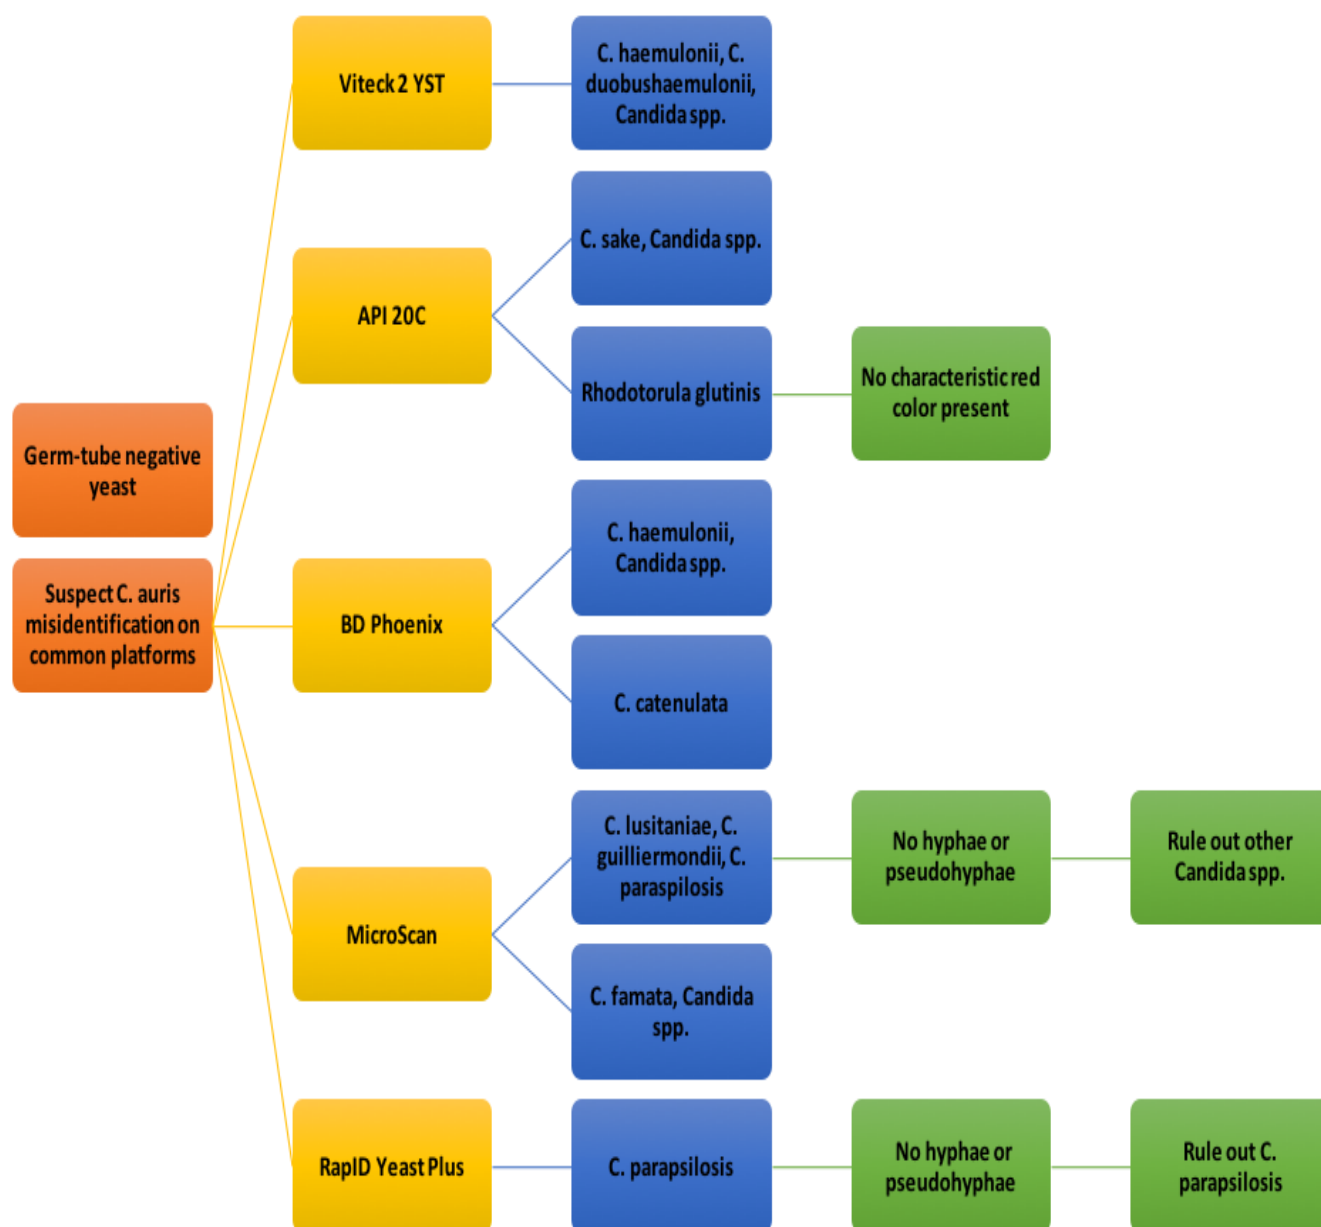 Germ-tube negative
yeast
Suspect C. auris
misidentification on
common platforms
Viteck 2 YST
C. haemulonii, C.
duobushaemulonii,
Candida spp.
API 20C
C. sake, Candida spp.
Rhodotorula glutinis
No characteristic red
color present
BD Phoenix
C. haemulonii,
Candida spp.
C. catenulata
MicroScan
C. lusitaniae, C.
guilliermondii, C.
paraspilosis
No hyphae or
pseudohyphae
Rule out other
Candida spp.
C. famata, Candida
spp.
RapID Yeast Plus
C. parapsilosis
No hyphae or
pseudohyphae
Rule out C.
parapsilosis